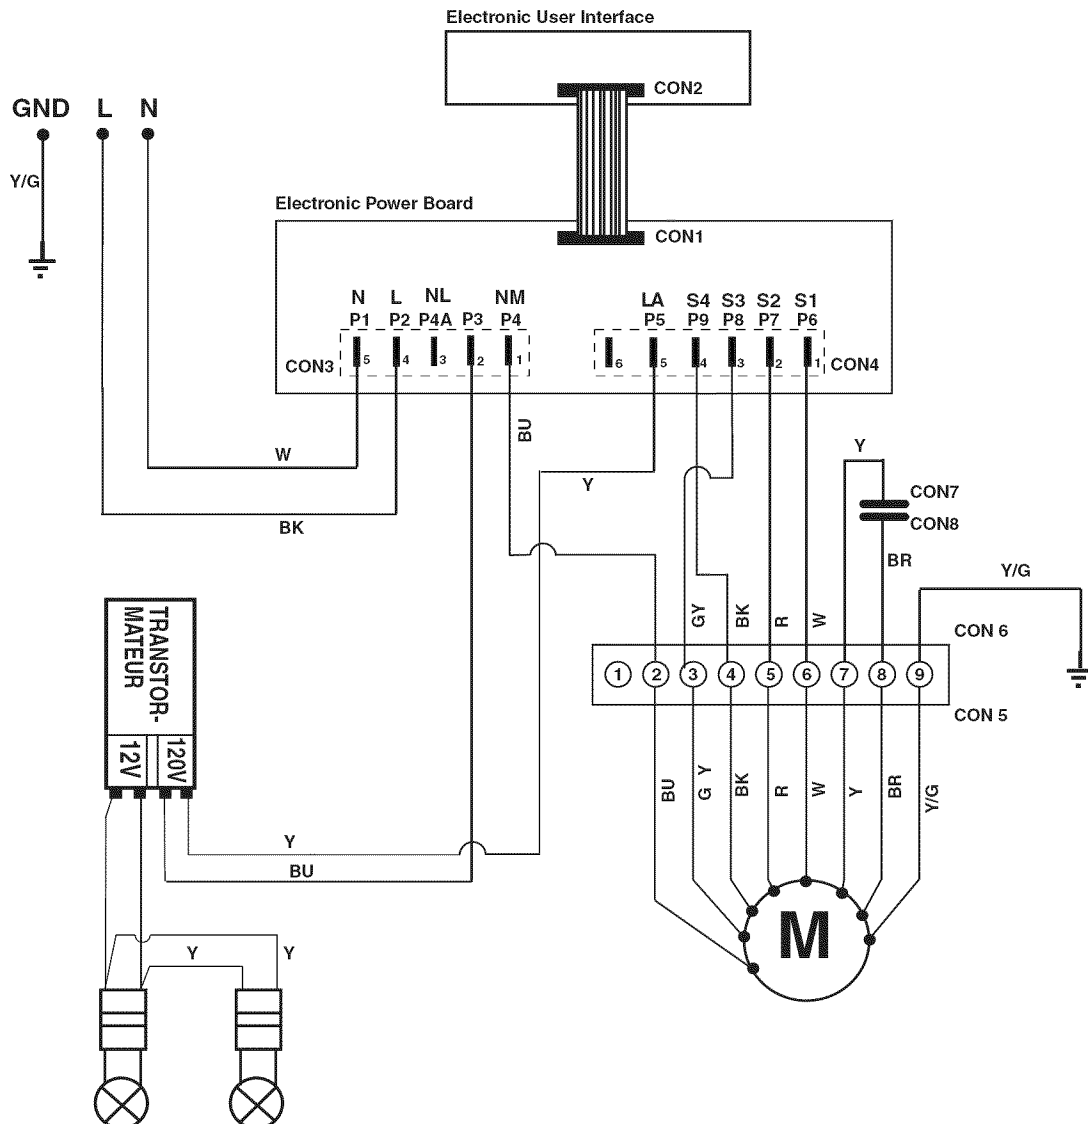 Electronic User Interface
CON2
GND L N
Y/G
Electronic Power Board
CON1
N L NL NM
P1 P2 P4A P3 P4
CON3
5 4 3 2 1
LA S4 S3 S2 S1
P5 P9 P8 P7 P6
6 5 4 3 2 1
CON4
BU
W
Y
BK
Y
CON7
CON8
BR
Y/G
GY
BK
R
W
CON 6
1 2 3 4 5 6 7 8 9
CON 5
TRANSTOR-
MATEUR
12V
120V
BU
G Y
BK
R
W
Y
BR
Y/G
Y
BU
M
Y
Y